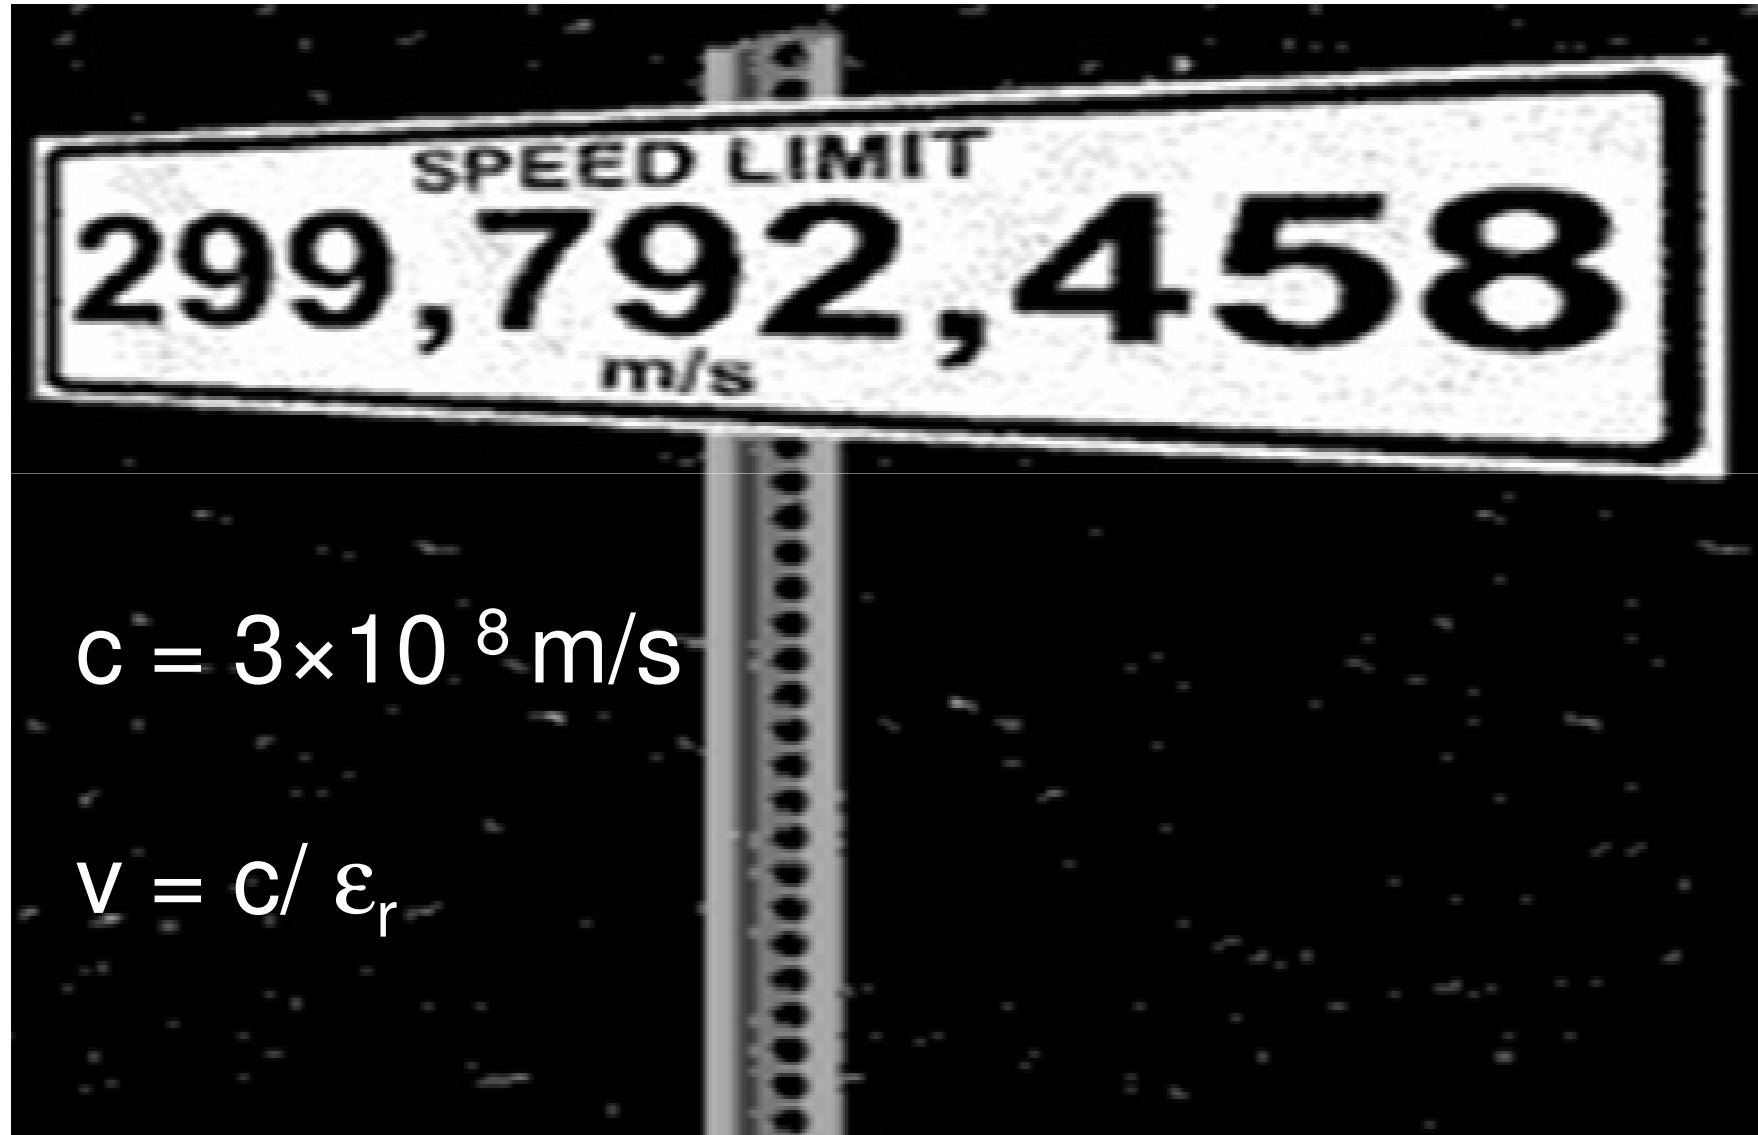 SPEED LIMIT
299,792,458
m/s
c = 3×10 ⁸ m/s
v = c/ εᵣ